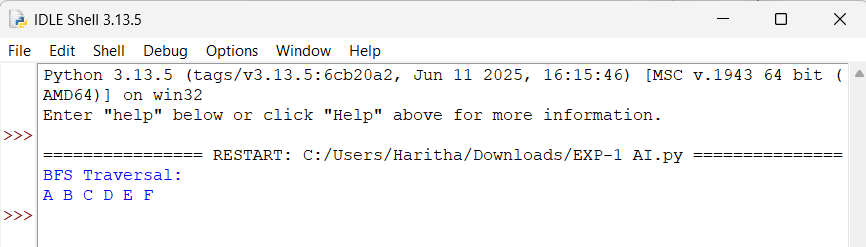 IDLE Shell 3.13.5
File Edit Shell Debug Options Window Help
Python 3.13.5 (tags/v3.13.5:6cb20a2, Jun 11 2025, 16:15:46) [MSC v.1943 64 bit (
AMD64)] on win32
Enter "help" below or click "Help" above for more information.
>>>
================ RESTART: C:/Users/Haritha/Downloads/EXP-1 AI.py ===============
BFS Traversal:
A B C D E F
>>>